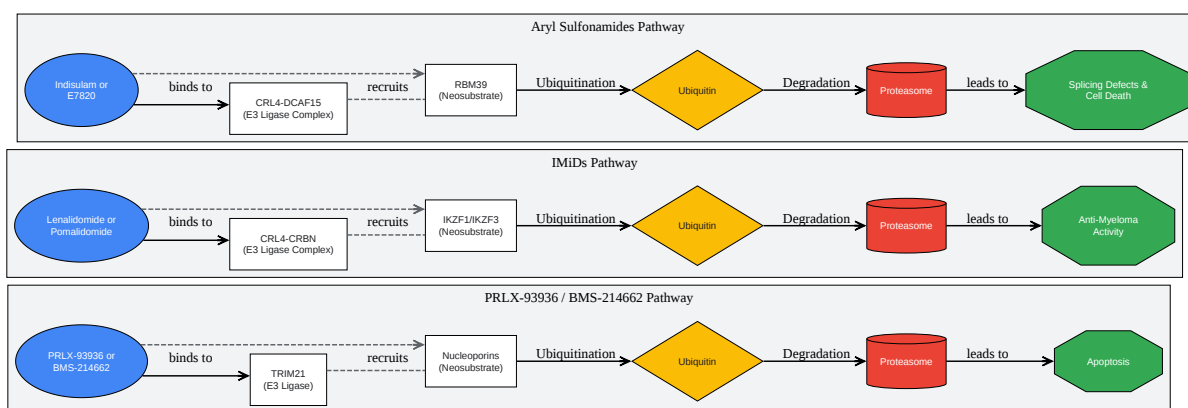 Aryl Sulfonamides Pathway
Indisulam or
E7820
binds to
CRL4-DCAF15
(E3 Ligase Complex)
recruits
RBM39
(Neosubstrate)
Ubiquitination
Ubiquitin
Degradation
Proteasome
leads to
Splicing Defects &
Cell Death
IMiDs Pathway
Lenalidomide or
Pomalidomide
binds to
CRL4-CRBN
(E3 Ligase Complex)
recruits
IKZF1/IKZF3
(Neosubstrate)
Ubiquitination
Ubiquitin
Degradation
Proteasome
leads to
Anti-Myeloma
Activity
PRLX-93936 / BMS-214662 Pathway
PRLX-93936 or
BMS-214662
binds to
TRIM21
(E3 Ligase)
recruits
Nucleoporins
(Neosubstrate)
Ubiquitination
Ubiquitin
Degradation
Proteasome
leads to
Apoptosis